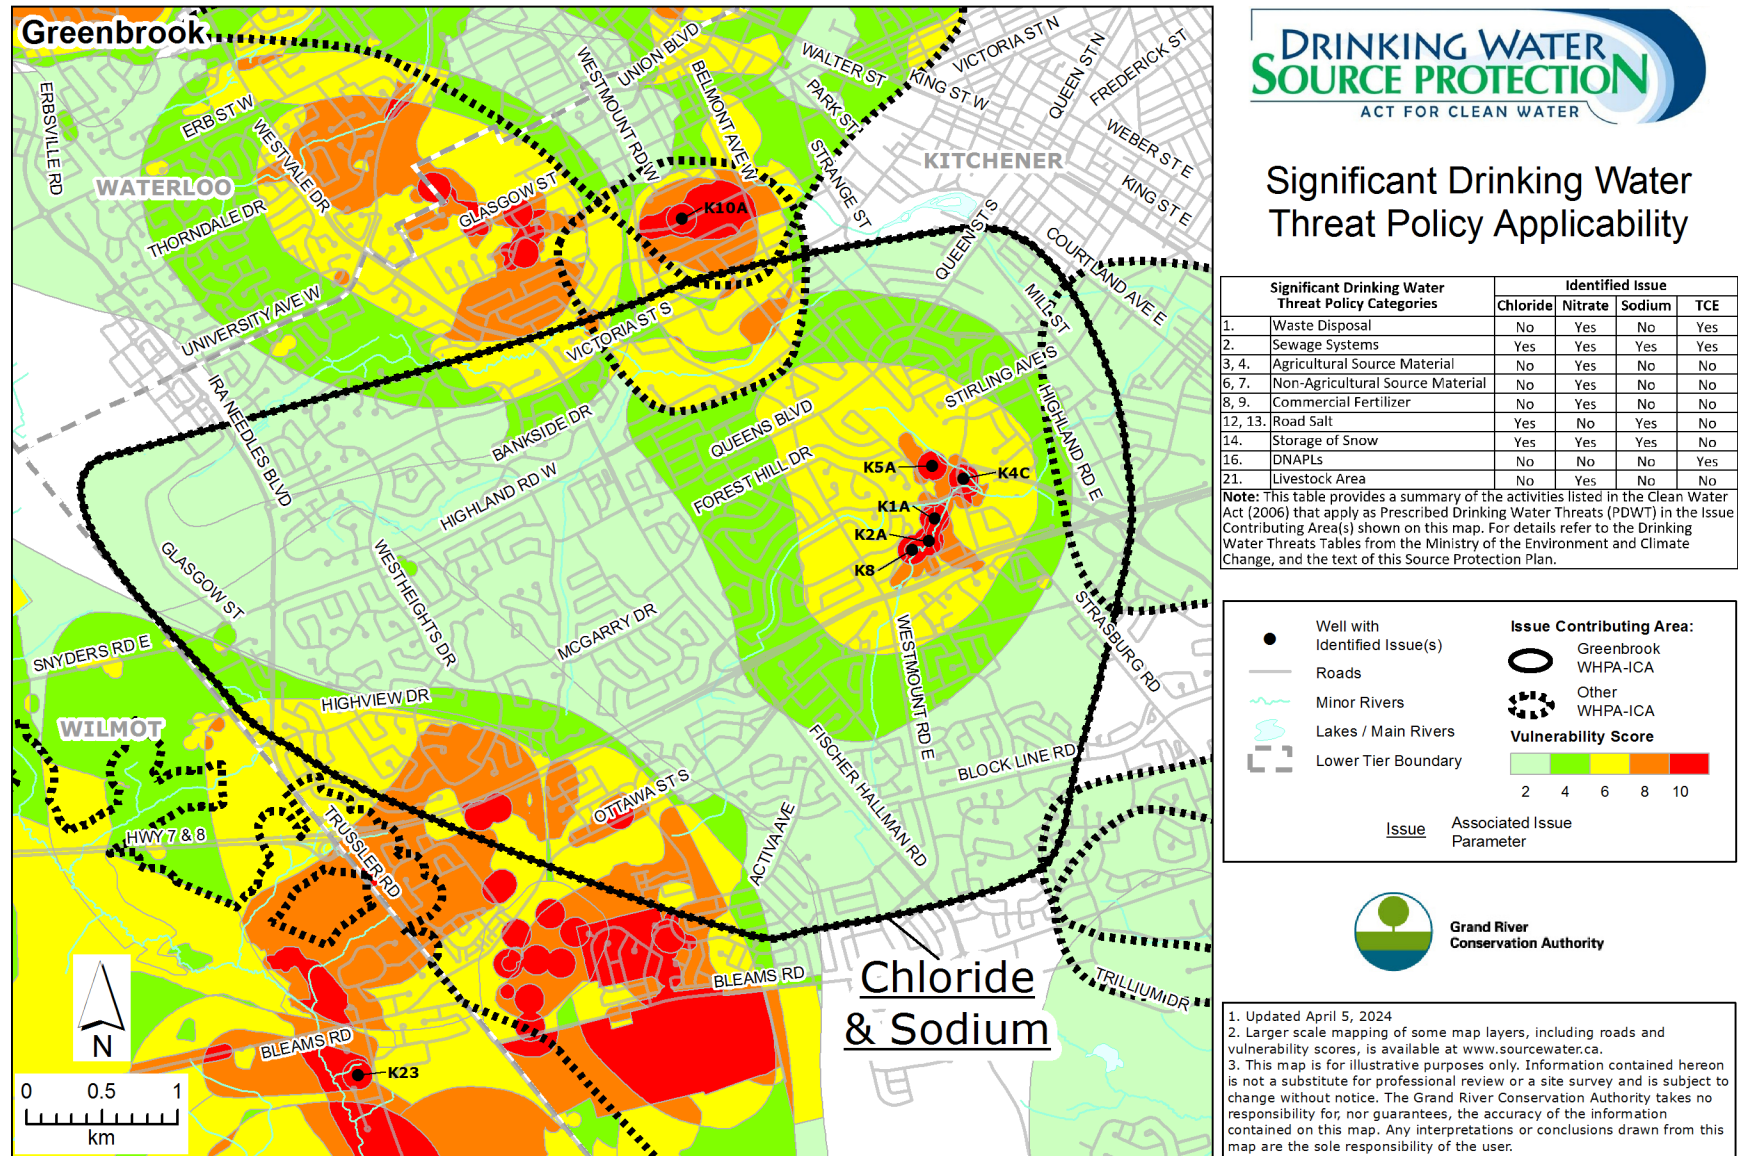 Greenbrook
ERBSVILLE RD
ERB ST W
WESTVALE DR
WATERLOO
THORNDALE DR
UNIVERSITY AVE W
GLASGOW ST
WESTMOUNT RD W
UNION BLVD
BELMONT AVE W
WALTER ST
PARK ST
STRANGE ST
KING ST W
VICTORIA ST N
QUEEN ST N
FREDERICK ST
WEBER ST E
KING ST E
KITCHENER
K10A
QUEEN ST S
COURTLAND AVE E
MILL ST
VICTORIA ST S
STIRLING AVE S
HIGHLAND RD E
IRA NEEDLES BLVD
BANKSIDE DR
HIGHLAND RD W
QUEENS BLVD
FOREST HILL DR
K5A
K4C
K1A
K2A
K8
GLASGOW ST
WESTHEIGHTS DR
MCGARRY DR
WESTMOUNT RD E
STRASBURG RD
SNYDERS RD E
HIGHVIEW DR
WILMOT
HWY 7 & 8
TRUSSLER RD
OTTAWA ST S
ACTIVA AVE
FISCHER HALLMAN RD
BLOCK LINE RD
BLEAMS RD
TRILLIUM DR
Chloride
& Sodium
BLEAMS RD
K23
N
0 0.5 1
km
DRINKING WATER
SOURCE PROTECTION
ACT FOR CLEAN WATER
Significant Drinking Water
Threat Policy Applicability
Significant Drinking Water
Threat Policy Categories
Identified Issue
Chloride Nitrate Sodium TCE
1. Waste Disposal No Yes No Yes
2. Sewage Systems Yes Yes Yes Yes
3, 4. Agricultural Source Material No Yes No No
6, 7. Non-Agricultural Source Material No Yes No No
8, 9. Commercial Fertilizer No Yes No No
12, 13. Road Salt Yes No Yes No
14. Storage of Snow Yes Yes Yes No
16. DNAPLs No No No Yes
21. Livestock Area No Yes No No
Note: This table provides a summary of the activities listed in the Clean Water
Act (2006) that apply as Prescribed Drinking Water Threats (PDWT) in the Issue
Contributing Area(s) shown on this map. For details refer to the Drinking
Water Threats Tables from the Ministry of the Environment and Climate
Change, and the text of this Source Protection Plan.
Well with
Identified Issue(s)
Roads
Minor Rivers
Lakes / Main Rivers
Lower Tier Boundary
Issue Contributing Area:
Greenbrook
WHPA-ICA
Other
WHPA-ICA
Vulnerability Score
2 4 6 8 10
Issue Associated Issue
Parameter
Grand River
Conservation Authority
1. Updated April 5, 2024
2. Larger scale mapping of some map layers, including roads and
vulnerability scores, is available at www.sourcewater.ca.
3. This map is for illustrative purposes only. Information contained hereon
is not a substitute for professional review or a site survey and is subject to
change without notice. The Grand River Conservation Authority takes no
responsibility for, nor guarantees, the accuracy of the information
contained on this map. Any interpretations or conclusions drawn from this
map are the sole responsibility of the user.